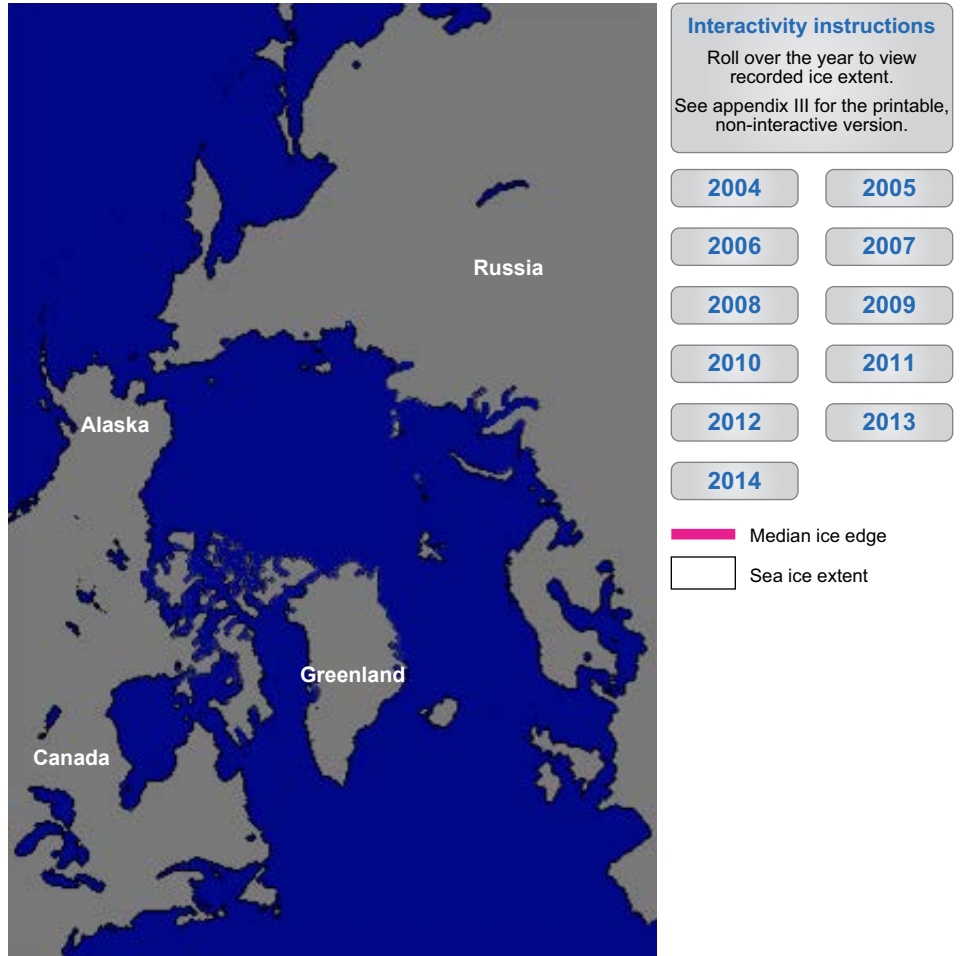 Interactivity instructions
Roll over the year to view
recorded ice extent.
See appendix III for the printable,
non-interactive version.
2004
2005
2006
2007
2008
2009
2010
2011
2012
2013
2014
Median ice edge
Sea ice extent
Russia
Alaska
Greenland
Canada